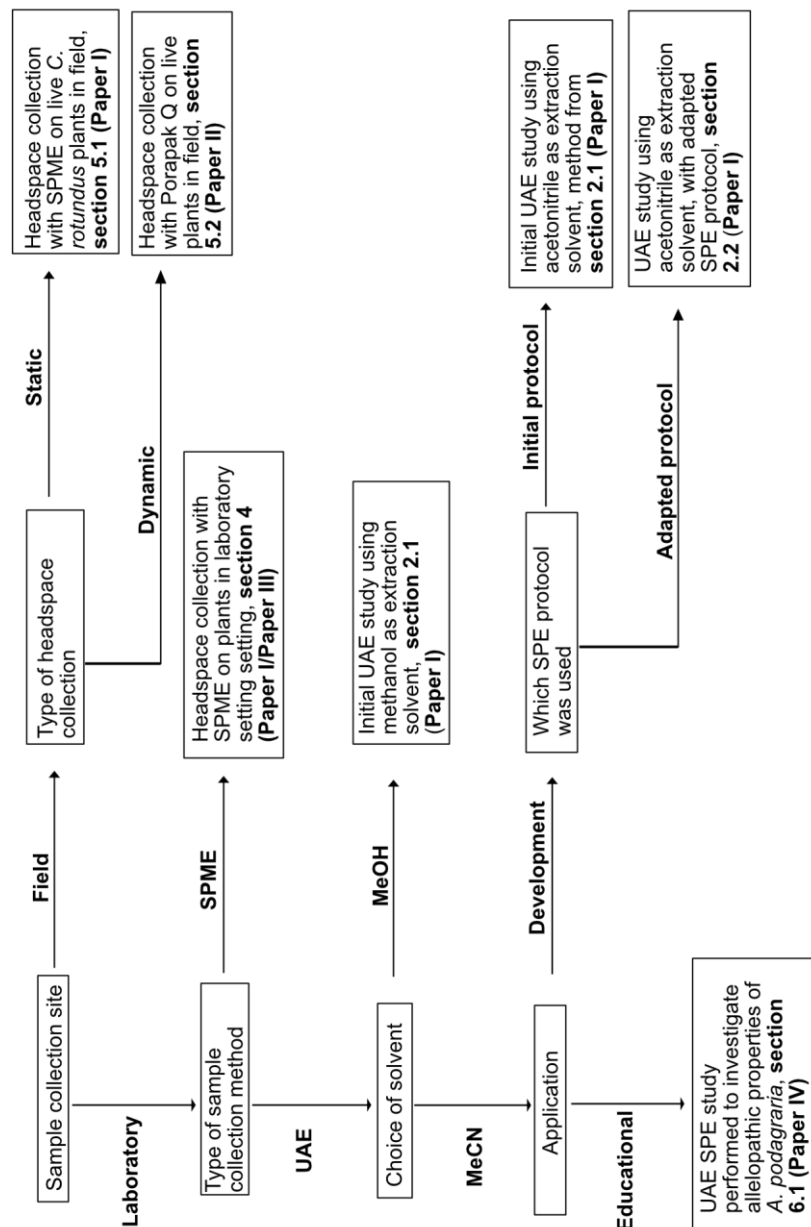 Sample collection site
Field
Type of headspace
collection
Static
Headspace collection
with SPME on live C.
rotundus plants in field,
section 5.1 (Paper I)
Dynamic
Headspace collection
with Porapak Q on live
plants in field, section
5.2 (Paper II)
Laboratory
Type of sample
collection method
SPME
Headspace collection with
SPME on plants in laboratory
setting setting, section 4
(Paper I/Paper III)
UAE
Choice of solvent
MeOH
Initial UAE study using
methanol as extraction
solvent, section 2.1
(Paper I)
MeCN
Application
Development
Which SPE protocol
was used
Initial protocol
Initial UAE study using
acetonitrile as extraction
solvent, method from
section 2.1 (Paper I)
Adapted protocol
UAE study using
acetonitrile as extraction
solvent, with adapted
SPE protocol, section
2.2 (Paper I)
Educational
UAE SPE study
performed to investigate
allelopathic properties of
A. podagraria, section
6.1 (Paper IV)